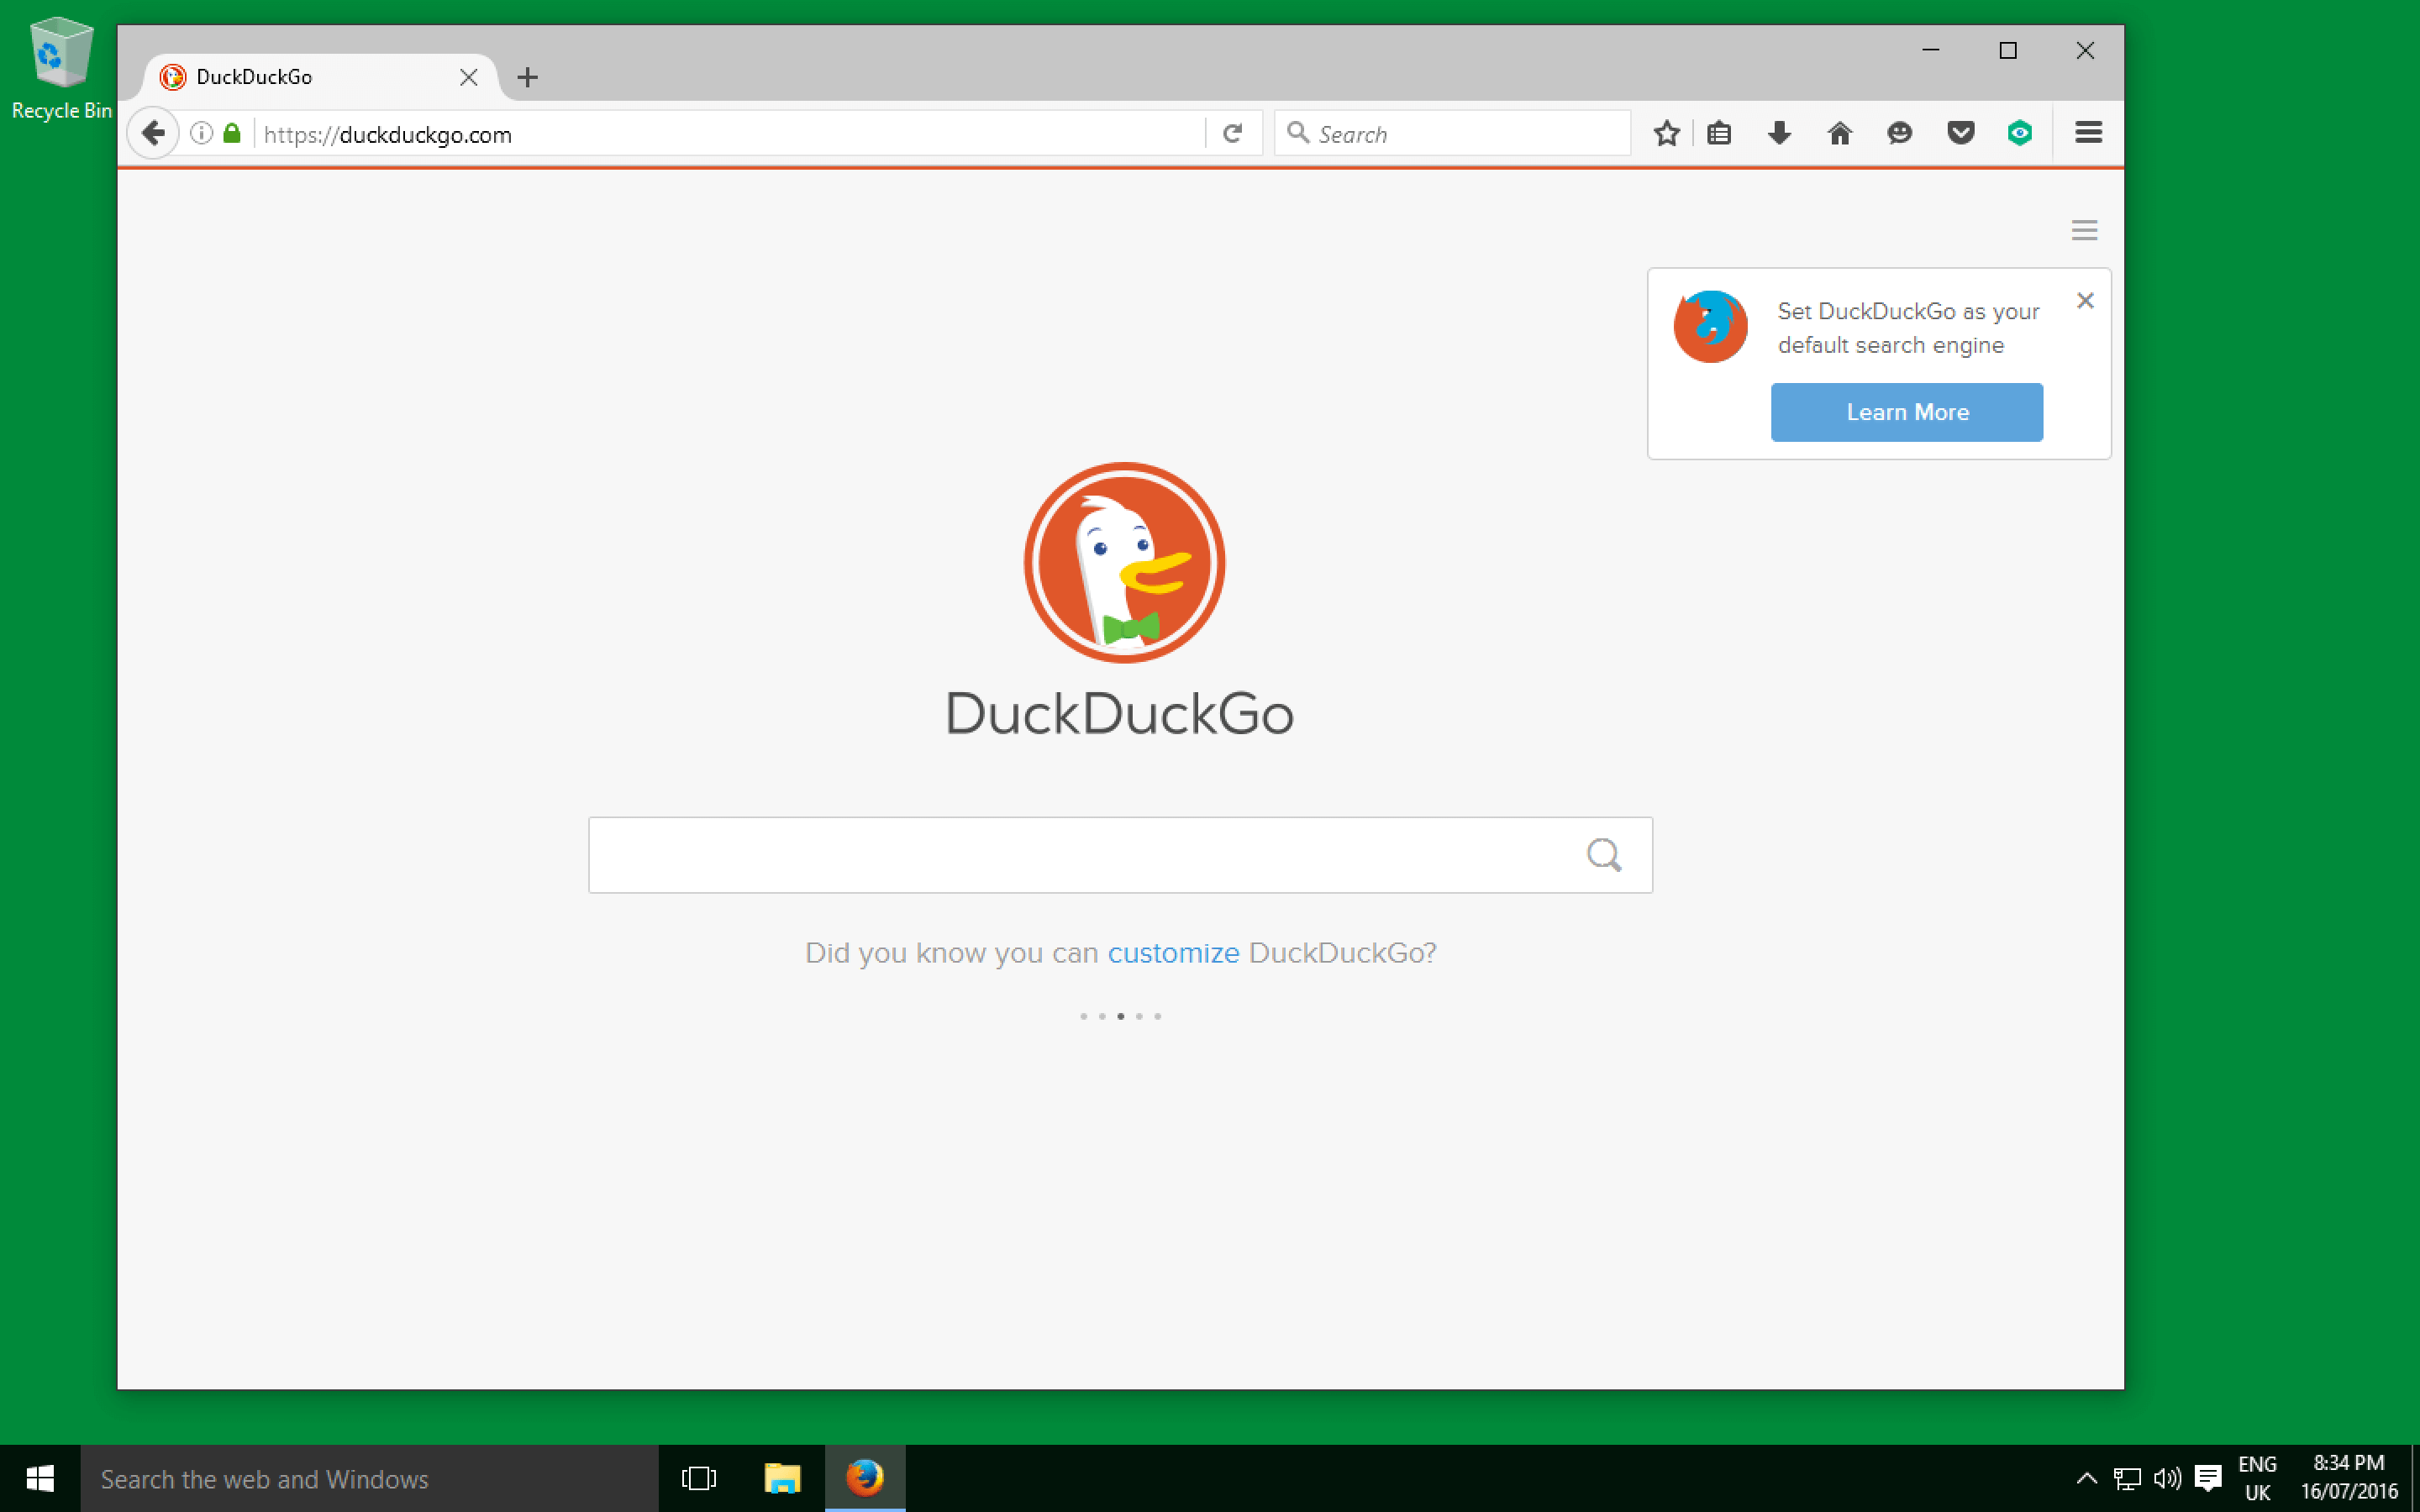 Recycle Bin
DuckDuckGo
https://duckduckgo.com
Search
Set DuckDuckGo as your
default search engine
Learn More
DuckDuckGo
Did you know you can customize DuckDuckGo?
Search the web and Windows
ENG
UK
8:34 PM
16/07/2016